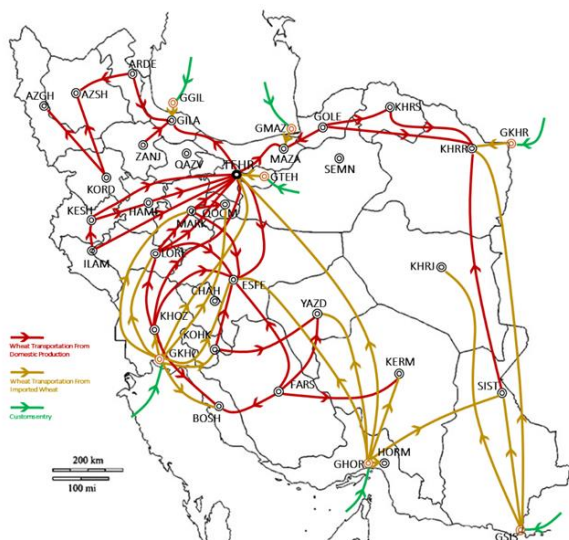 ARDE
AZSH
AZGH
GGIL
GILA
ZANJ
QAZV
KORD
GMAZ
MAZA
GOLE
KHRS
GKHR
KHRR
SEMN
TEHR
GTEH
KESH
HAME
QOOM
MARK
ILAM
LORE
ESFE
CHAH
KHRJ
YAZD
KHOZ
KOHK
GKHO
BOSH
FARS
KERM
SIST
GHOR
HORM
GSIS
Wheat Transportation From
Domestic Production
Wheat Transportation From
Imported Wheat
Customcentry
200 km
100 mi